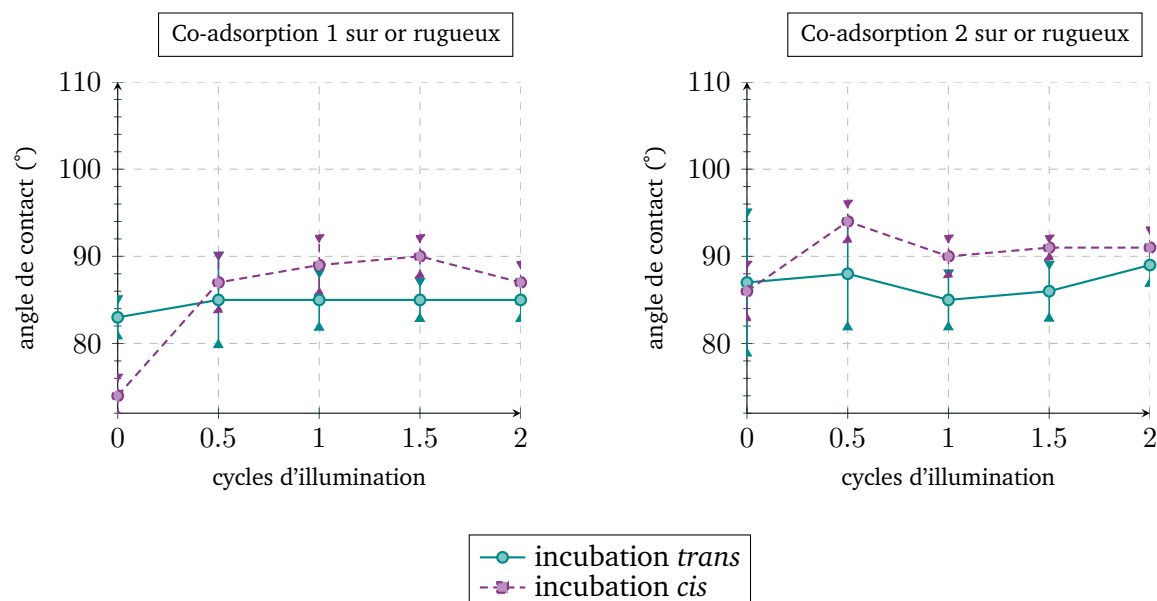 Co-adsorption 1 sur or rugueux
110
100
90
80
angle de contact (°)
0 0.5 1 1.5 2
cycles d'illumination
Co-adsorption 2 sur or rugueux
110
100
90
80
angle de contact (°)
0 0.5 1 1.5 2
cycles d'illumination
incubation trans
incubation cis